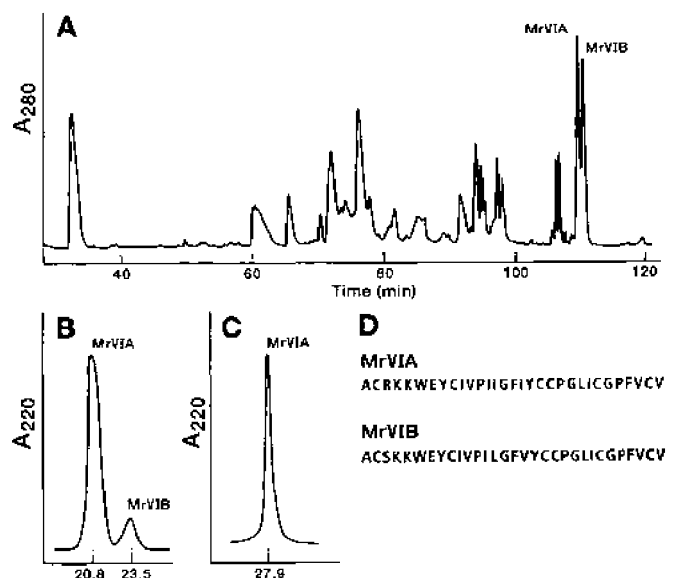 A
MrVIA
MrVIB
A280
40 60 80 100 120
Time (min)
B
MrVIA
MrVIB
A220
20.8 23.5
C
MrVIA
A220
27.9
D
MrVIA
ACRKKWEYCIVPIIGFIYCCPGLICGPFVCV
MrVIB
ACSKKWEYCIVPILGFVYCCPGLICGPFVCV